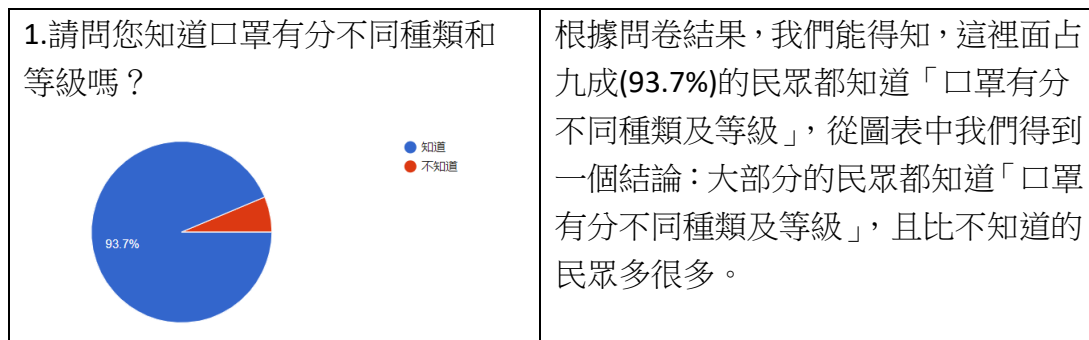 1.請問您知道口罩有分不同種類和
等級嗎？
知道
不知道
93.7%
根據問卷結果，我們能得知，這裡面占
九成(93.7%)的民眾都知道「口罩有分
不同種類及等級」，從圖表中我們得到
一個結論：大部分的民眾都知道「口罩
有分不同種類及等級」，且比不知道的
民眾多很多。